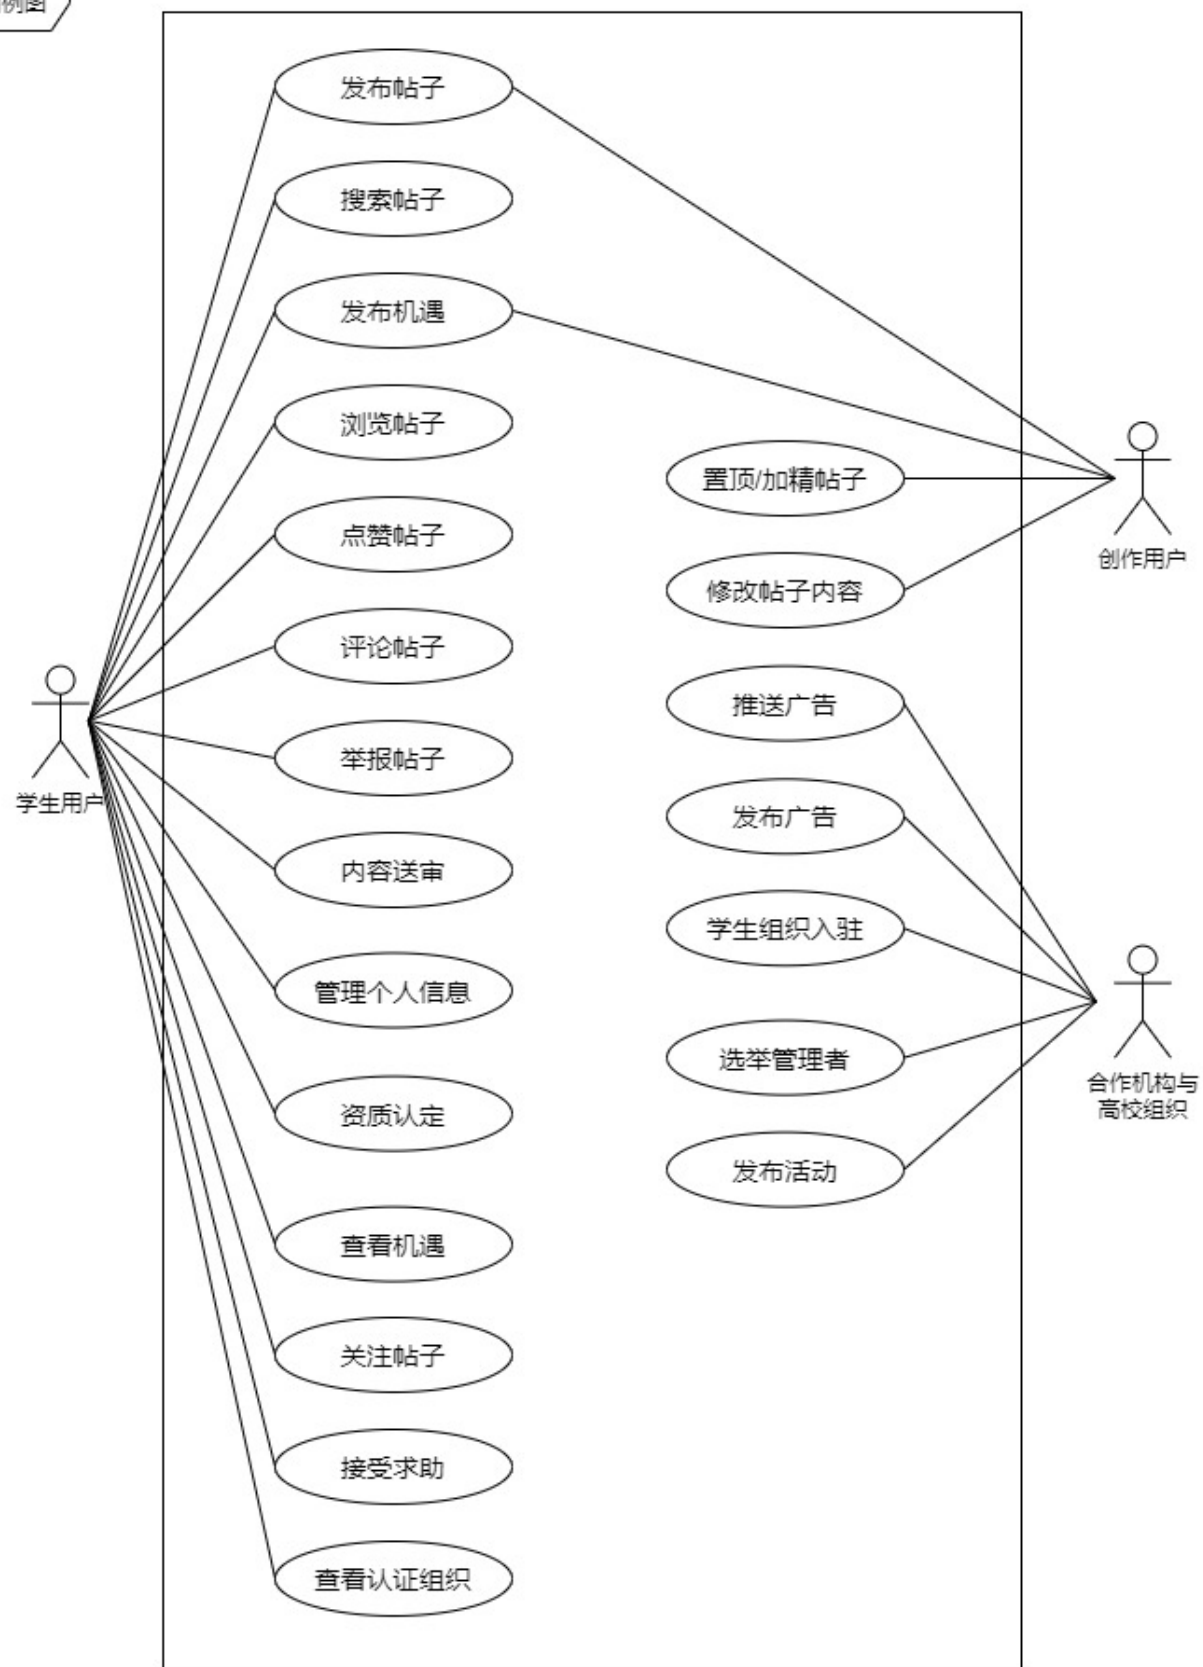 例图
发布帖子
搜索帖子
发布机遇
浏览帖子
点赞帖子
评论帖子
举报帖子
内容送审
管理个人信息
资质认定
查看机遇
关注帖子
接受求助
查看认证组织
学生用户
置顶/加精帖子
修改帖子内容
推送广告
发布广告
学生组织入驻
选举管理者
发布活动
创作用户
合作机构与
高校组织